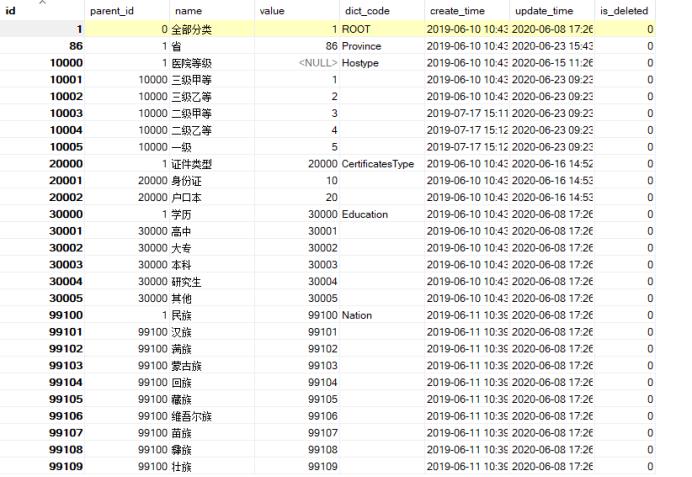 id parent_id name value dict_code create_time update_time is_deleted
1 0 全部分类 1 ROOT 2019-06-10 10:43 2020-06-08 17:26 0
86 1 省 86 Province 2019-06-10 10:43 2020-06-23 15:43 0
10000 1 医院等级 <NULL> Hostype 2019-06-10 10:43 2020-06-15 11:26 0
10001 10000 三级甲等 1 2019-06-10 10:43 2020-06-23 09:23 0
10002 10000 三级乙等 2 2019-06-10 10:43 2020-06-23 09:23 0
10003 10000 二级甲等 3 2019-07-17 15:11 2020-06-23 09:23 0
10004 10000 二级乙等 4 2019-07-17 15:12 2020-06-23 09:23 0
10005 10000 一级 5 2019-07-17 15:12 2020-06-23 09:23 0
20000 1 证件类型 20000 CertificatesType 2019-06-10 10:43 2020-06-16 14:52 0
20001 20000 身份证 10 2019-06-10 10:43 2020-06-16 14:53 0
20002 20000 户口本 20 2019-06-10 10:43 2020-06-16 14:53 0
30000 1 学历 30000 Education 2019-06-10 10:43 2020-06-08 17:26 0
30001 30000 高中 30001 2019-06-10 10:43 2020-06-08 17:26 0
30002 30000 大专 30002 2019-06-10 10:43 2020-06-08 17:26 0
30003 30000 本科 30003 2019-06-10 10:43 2020-06-08 17:26 0
30004 30000 研究生 30004 2019-06-10 10:43 2020-06-08 17:26 0
30005 30000 其他 30005 2019-06-10 10:43 2020-06-08 17:26 0
99100 1 民族 99100 Nation 2019-06-11 10:39 2020-06-08 17:26 0
99101 99100 汉族 99101 2019-06-11 10:39 2020-06-08 17:26 0
99102 99100 满族 99102 2019-06-11 10:39 2020-06-08 17:26 0
99103 99100 蒙古族 99103 2019-06-11 10:39 2020-06-08 17:26 0
99104 99100 回族 99104 2019-06-11 10:39 2020-06-08 17:26 0
99105 99100 藏族 99105 2019-06-11 10:39 2020-06-08 17:26 0
99106 99100 维吾尔族 99106 2019-06-11 10:39 2020-06-08 17:26 0
99107 99100 苗族 99107 2019-06-11 10:39 2020-06-08 17:26 0
99108 99100 彝族 99108 2019-06-11 10:39 2020-06-08 17:26 0
99109 99100 壮族 99109 2019-06-11 10:39 2020-06-08 17:26 0